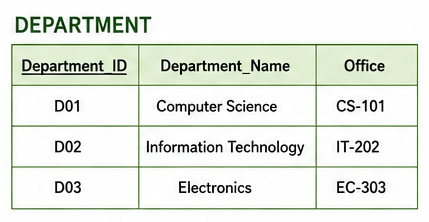 DEPARTMENT
Department_ID Department_Name Office
D01 Computer Science CS-101
D02 Information Technology IT-202
D03 Electronics EC-303